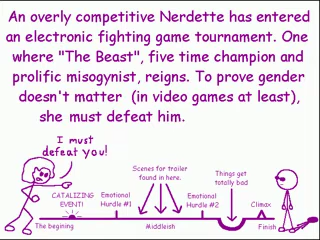 An overly competitive Nerdette has entered
an electronic fighting game tournament. One
where "The Beast", five time champion and
prolific misogynist, reigns. To prove gender
doesn't matter (in video games at least),
she must defeat him.
I must
defeat you!
Scenes for trailer
found in here.
Things get
totally bad
CATALIZING
EVENT!
Emotional
Hurdle #1
Emotional
Hurdle #2
Climax
The begining
Middleish
Finish